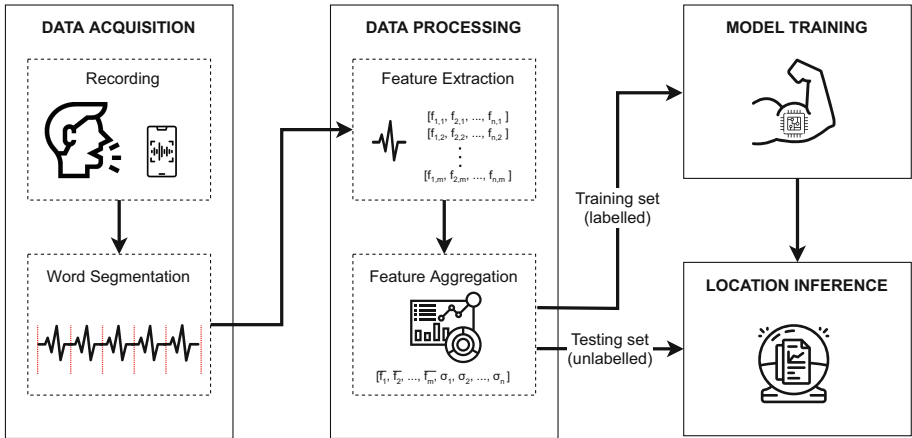 DATA ACQUISITION
Recording
Word Segmentation
DATA PROCESSING
Feature Extraction
[f1,1, f2,1, ..., fn,1 ]
[f1,2, f2,2, ..., fn,2 ]
[f1,m, f2,m, ..., fn,m ]
Feature Aggregation
[f̅1, f̅2, ..., f̅m, σ1, σ2, ..., σn ]
Training set
(labelled)
Testing set
(unlabelled)
MODEL TRAINING
LOCATION INFERENCE